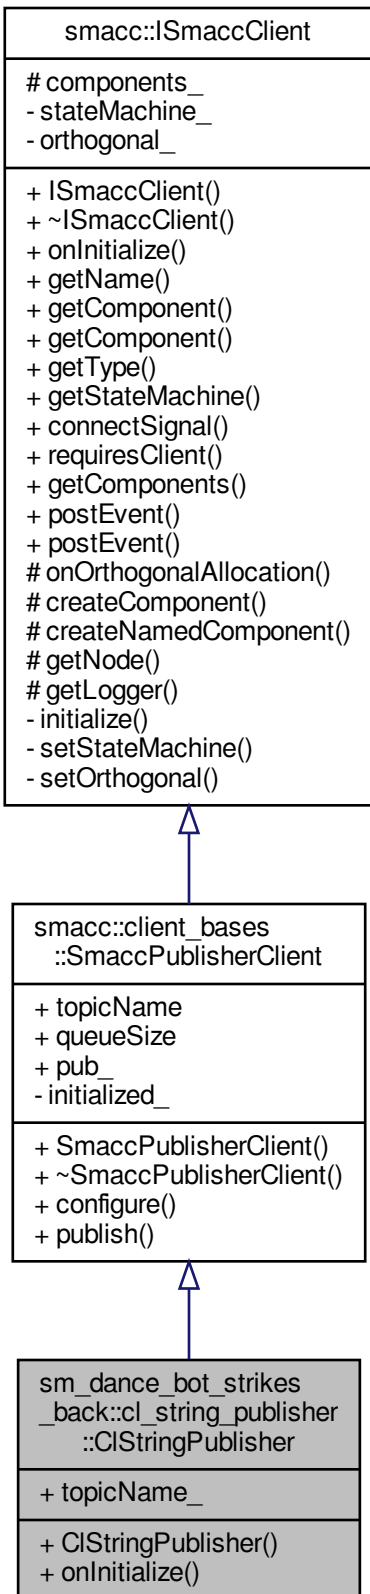 smacc::ISmaccClient
# components_
- stateMachine_
- orthogonal_
+ ISmaccClient()
+ ~ISmaccClient()
+ onInitialize()
+ getName()
+ getComponent()
+ getComponent()
+ getType()
+ getStateMachine()
+ connectSignal()
+ requiresClient()
+ getComponents()
+ postEvent()
+ postEvent()
# onOrthogonalAllocation()
# createComponent()
# createNamedComponent()
# getNode()
# getLogger()
- initialize()
- setStateMachine()
- setOrthogonal()
smacc::client_bases
::SmaccPublisherClient
+ topicName
+ queueSize
+ pub_
- initialized_
+ SmaccPublisherClient()
+ ~SmaccPublisherClient()
+ configure()
+ publish()
sm_dance_bot_strikes
_back::cl_string_publisher
::ClStringPublisher
+ topicName_
+ ClStringPublisher()
+ onInitialize()